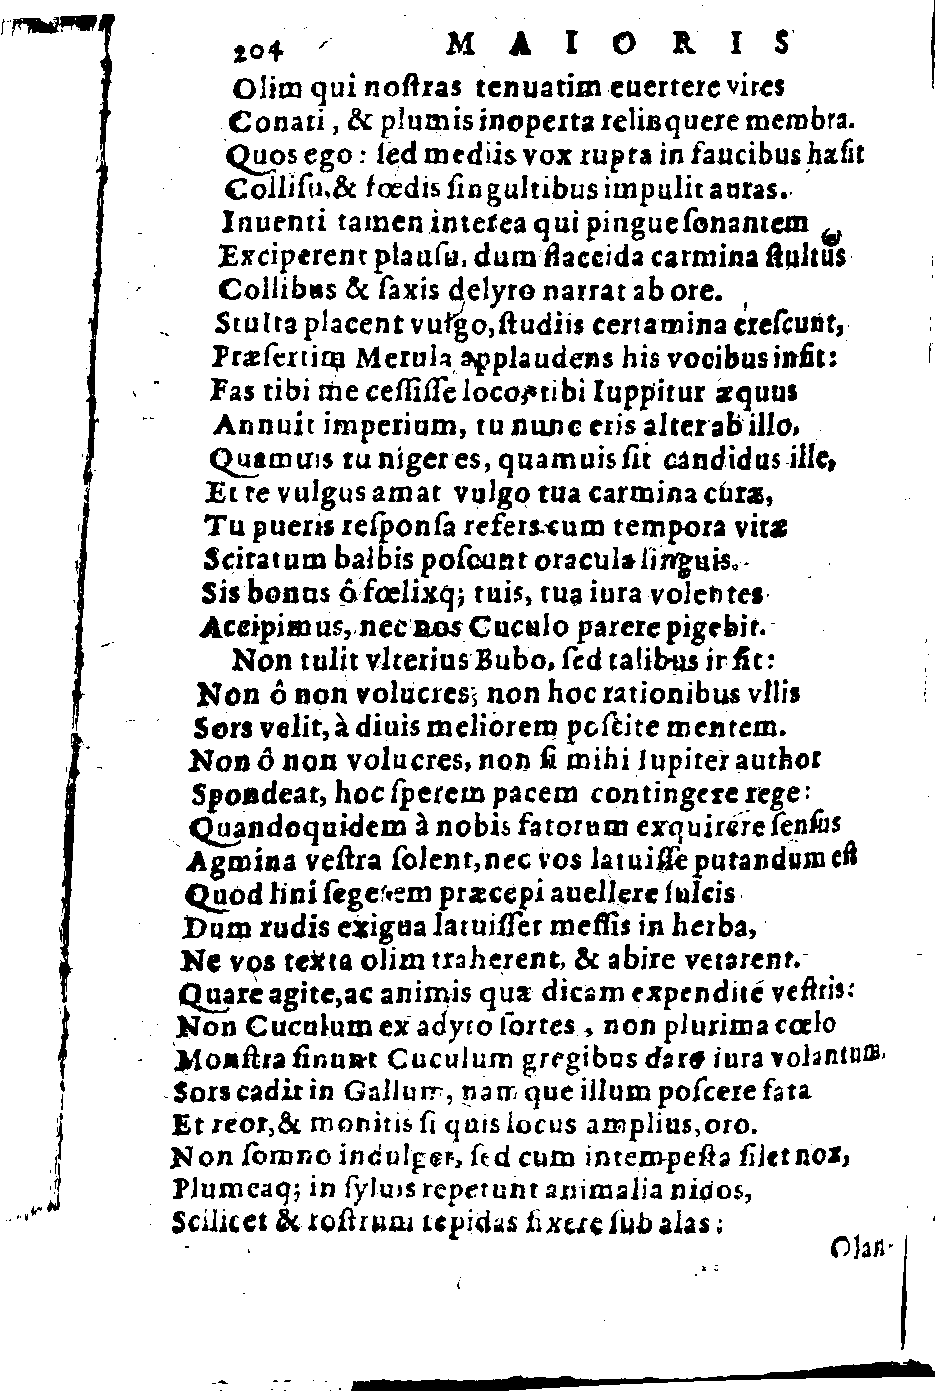 204 MAIORIS
Olim qui noſtras tenuatim euertere vires
Conati, & plumis inoperta relinquere membra.
Quos ego: ſed mediis vox rupta in faucibus hæſit
Colliſu, & fœdis ſingultibus impulit auras.
Inuenti tamen interea qui pingue ſonantem
Exciperent plauſu, dum flaccida carmina ſtultus
Collibus & ſaxis delyro narrat ab ore.
Stulta placent vulgo, ſtudiis certamina creſcunt,
Præſertim Merula applaudens his vocibus infit:
Fas tibi me ceſſiſſe loco, tibi Iuppitur æquus
Annuit imperium, tu nunc eris alter ab illo,
Quamuis tu niger es, quamuis ſit candidus ille,
Et te vulgus amat vulgo tua carmina curæ,
Tu pueris reſponſa refers cum tempora vitæ
Scitatum balbis poſcunt oracula linguis.
Sis bonus ô fœlixq; tuis, tua iura volentes
Accipimus, nec nos Cuculo parere pigebit.
Non tulit vlterius Bubo, ſed talibus infit:
Non ô non volucres; non hoc rationibus vllis
Sors velit, à diuis meliorem poſcite mentem.
Non ô non volucres, non ſi mihi Iupiter author
Spondeat, hoc ſperem pacem contingere rege:
Quandoquidem à nobis fatorum exquirere ſenſus
Agmina veſtra ſolent, nec vos latuiſſe putandum eſt
Quod lini ſegetem præcepi auellere ſulcis
Dum rudis exigua latuiſſet meſſis in herba,
Ne vos texta olim traherent, & abire vetarent.
Quare agite, ac animis quæ dicam expendite veſtris:
Non Cuculum ex adyto ſortes, non plurima cœlo
Monſtra ſinunt Cuculum gregibus dare iura volantum.
Sors cadit in Gallum, namque illum poſcere fata
Et reor, & monitis ſi quis locus amplius, oro.
Non ſomno indulget, ſed cum intempeſta ſilet nox,
Plumeaq; in ſyluis repetunt animalia nidos,
Scilicet & roſtrum tepidas fixere ſub alas:
Olan-